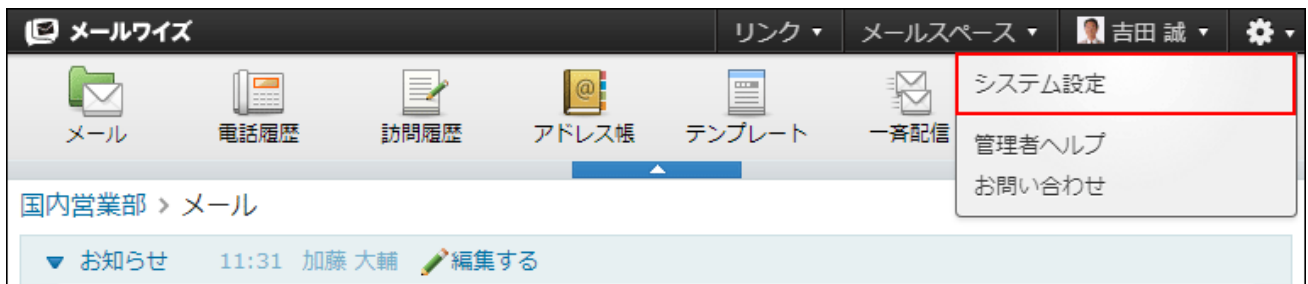 メールワイズ リンク ▼ メールスペース ▼ 吉田 誠 ▼
メール 電話履歴 訪問履歴 アドレス帳 テンプレート 一斉配信
システム設定
管理者ヘルプ
お問い合わせ
国内営業部 > メール
▼ お知らせ 11:31 加藤 大輔 編集する